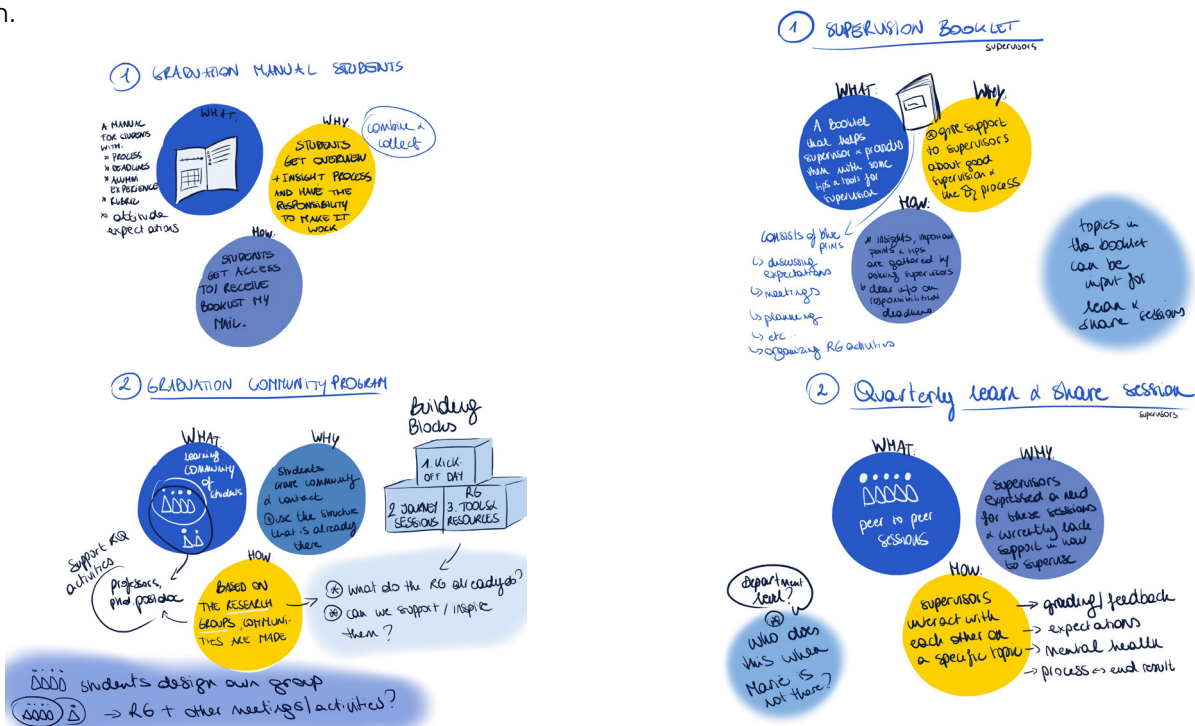 n.
1 GRADUATION MANUAL STUDENTS
WHAT:
A MANUAL
FOR STUDENTS
WITH:
* PROCESS
* DEADLINES
* ALUMNI
EXPERIENCE
* RUBRIC
* attitude
expectations
WHY:
STUDENTS
GET OVERVIEW
+ INSIGHT PROCESS
AND HAVE THE
RESPONSIBILITY
TO MAKE IT
WORK
combine &
collect
HOW:
STUDENTS
GET ACCESS
TO/ RECEIVE
BOOKLET MY
MAIL.
2 GRADUATION COMMUNITY PROGRAM
WHAT:
learning
community
of
students
Support RG
activities
professors,
phd, postdoc
WHY
students
crave community
& contact
use the structure
that is already
there
HOW
BASED ON
THE RESEARCH
GROUPS, COMMUNI-
TIES ARE MADE
Building
Blocks
1. KICK-
OFF DAY
2 JOURNEY
SESSIONS
RG
3. TOOLS &
RESOURCES
What do the RG already do?
can we support / inspire
them?
students design own group
→ RG + other meetings/activities?
1 SUPERVISION BOOKLET
supervisors
WHAT:
A Booklet
that helps
supervisor & provides
them with some
tips & tools for
supervision
WHY:
give support
to supervisors
about good
supervision &
the process
HOW:
* insights, important
points & tips
are gathered by
asking supervisors
* clear info on
responsibilities
deadline
consists of blue
prints
↳ discussing
expectations
↳ meetings
↳ planning
↳ etc...
↳ organizing RG activities
topics in
the booklet
can be
input for
learn &
share sessions
2 Quarterly learn & share session
supervisors
WHAT
peer to peer
SESSIONS
WHY:
supervisors
expressed a need
for these sessions
& currently lack
support in how
to supervise
HOW:
supervisors
interact with
each other on
a specific topic
→ grading/feedback
→ expectations
→ mental health
→ process ↔ end result
Department
level?
who does
this when
Marie is
not there?